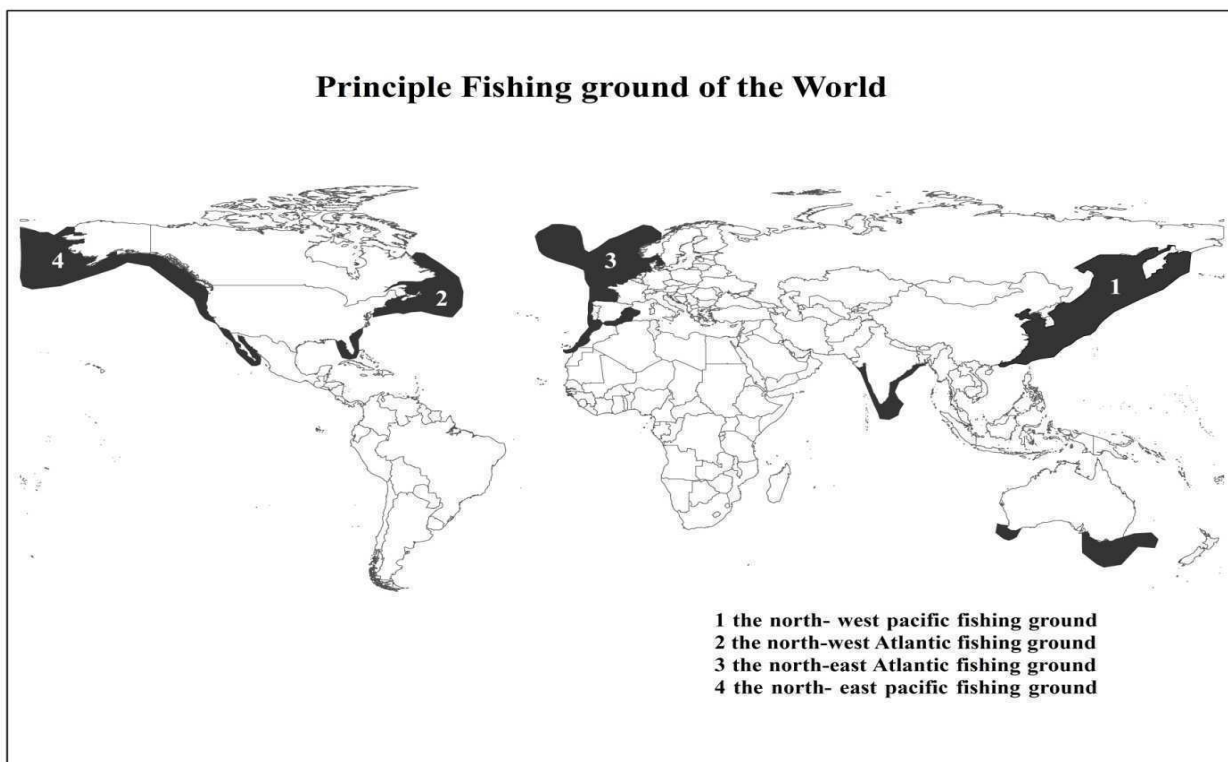 Principle Fishing ground of the World
4
3
2
1
1 the north- west pacific fishing ground
2 the north-west Atlantic fishing ground
3 the north-east Atlantic fishing ground
4 the north- east pacific fishing ground